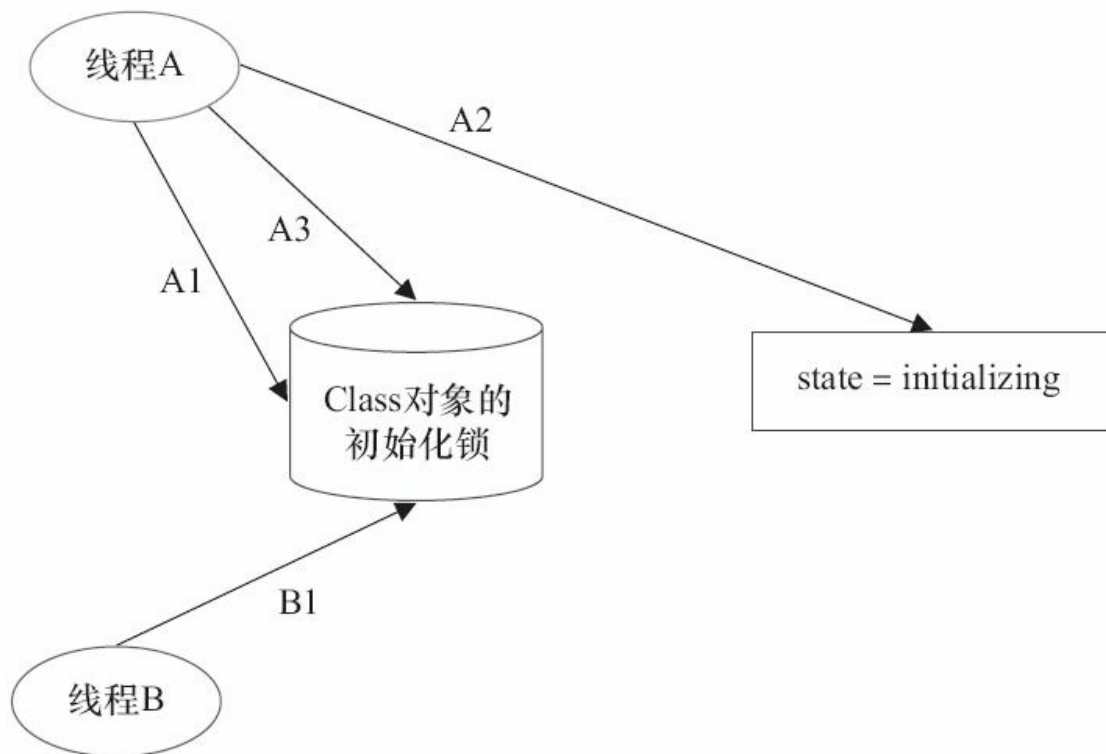 线程A
A2
A3
A1
Class对象的
初始化锁
state = initializing
B1
线程B